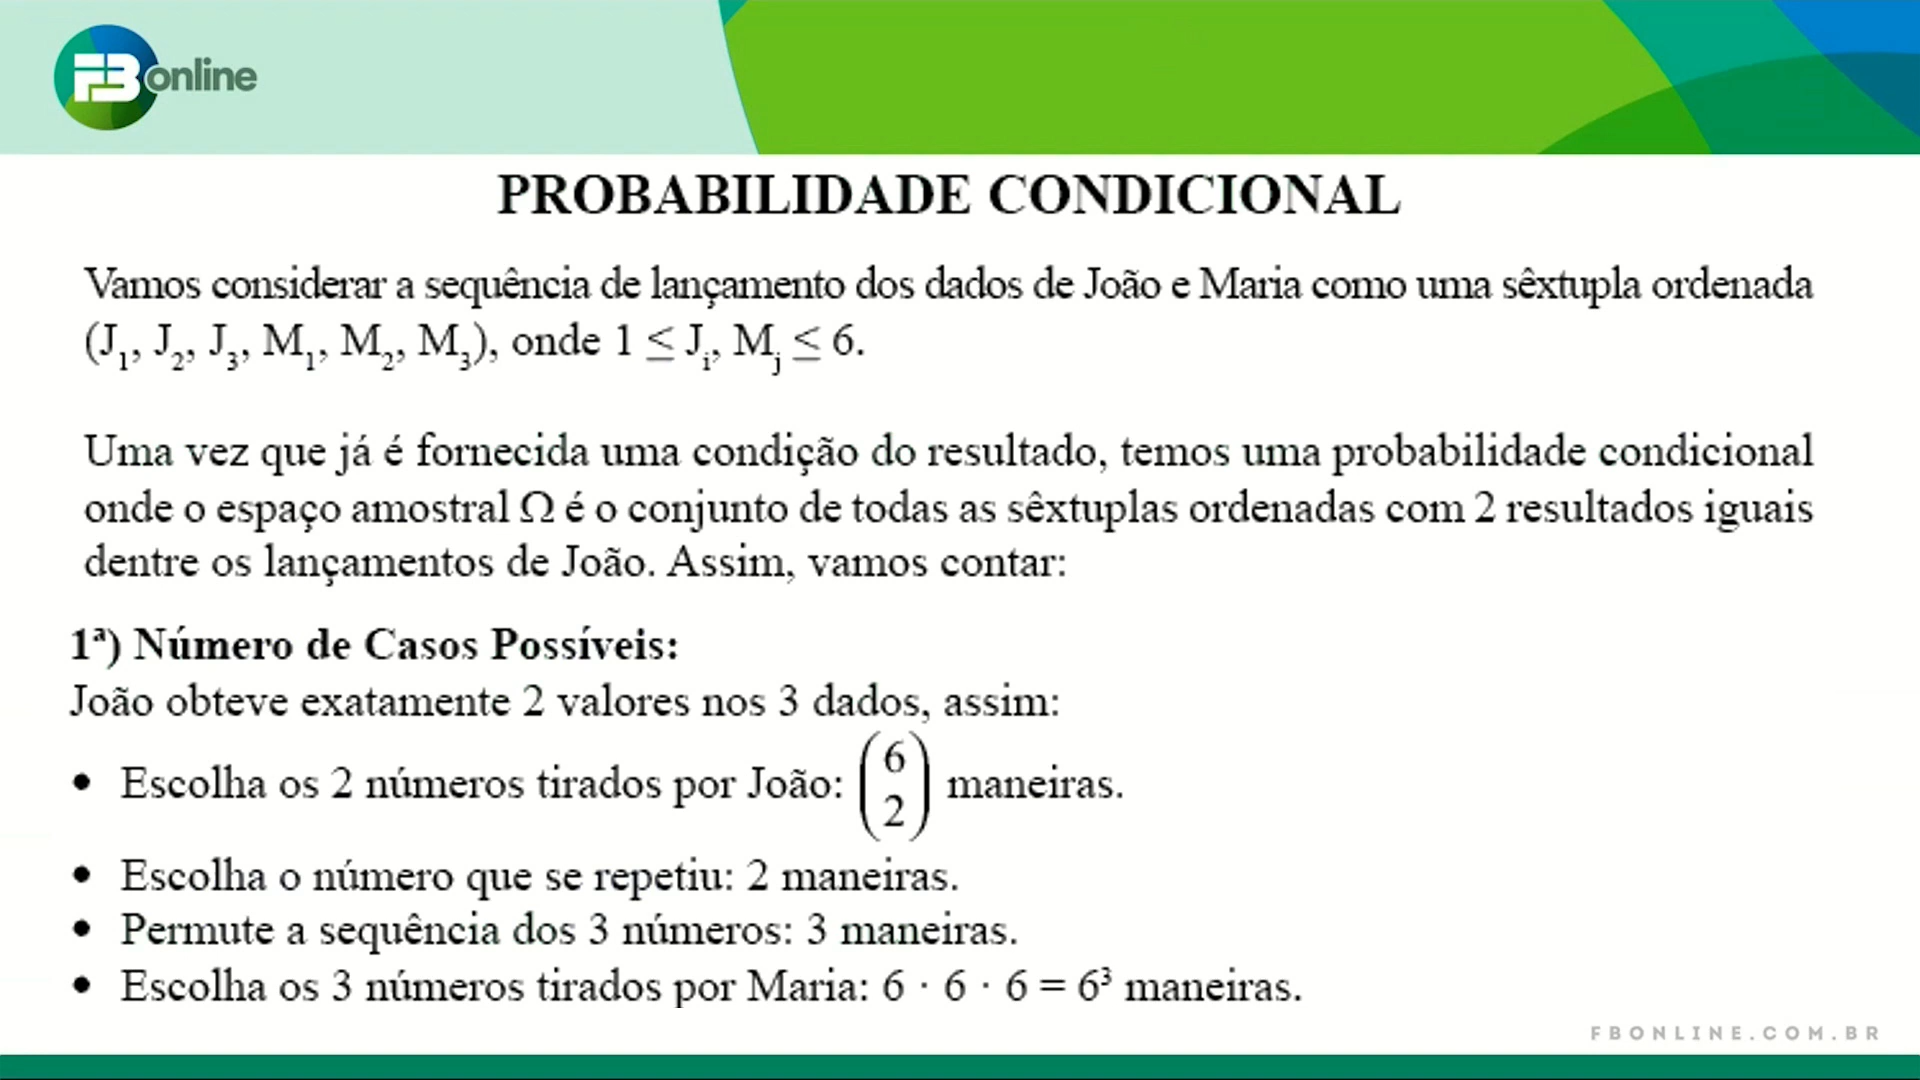 FB online
PROBABILIDADE CONDICIONAL
Vamos considerar a sequência de lançamento dos dados de João e Maria como uma sêxtupla ordenada
(J₁, J₂, J₃, M₁, M₂, M₃), onde 1 ≤ Jᵢ, Mⱼ ≤ 6.
Uma vez que já é fornecida uma condição do resultado, temos uma probabilidade condicional
onde o espaço amostral Ω é o conjunto de todas as sêxtuplas ordenadas com 2 resultados iguais
dentre os lançamentos de João. Assim, vamos contar:
1ª) Número de Casos Possíveis:
João obteve exatamente 2 valores nos 3 dados, assim:
• Escolha os 2 números tirados por João: (6 2) maneiras.
• Escolha o número que se repetiu: 2 maneiras.
• Permute a sequência dos 3 números: 3 maneiras.
• Escolha os 3 números tirados por Maria: 6 · 6 · 6 = 6³ maneiras.
FBONLINE.COM.BR